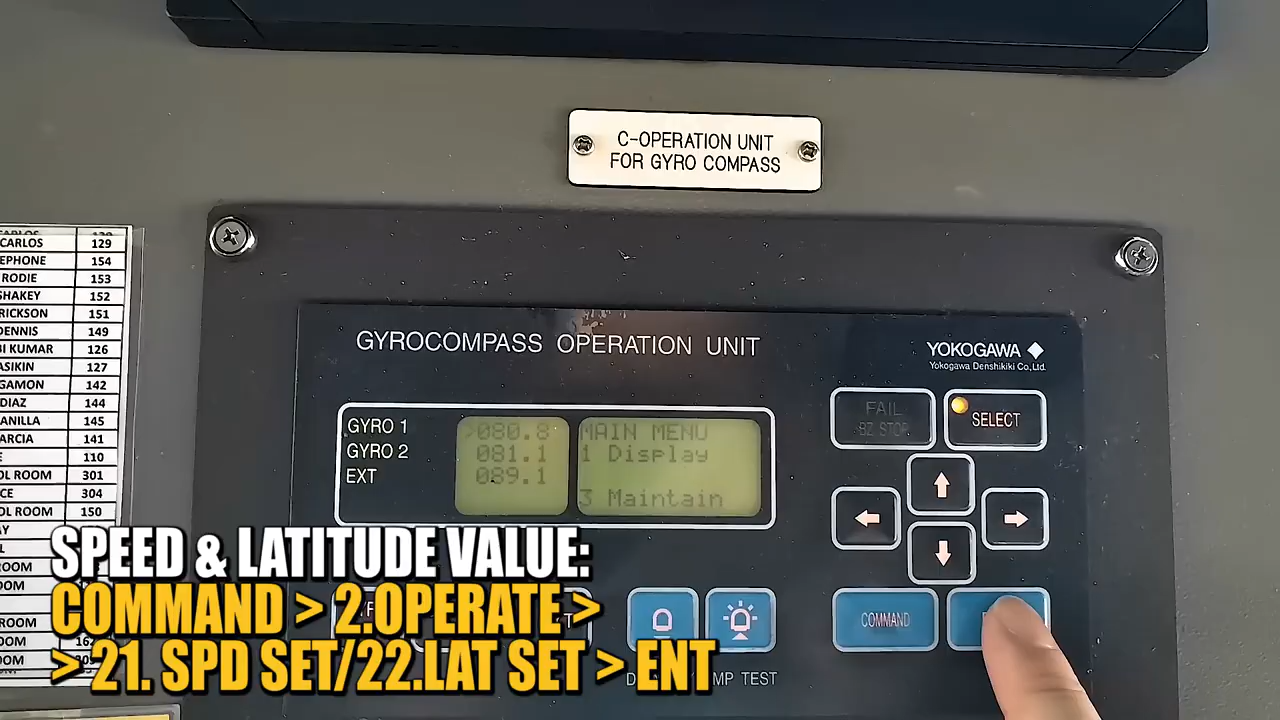 C-OPERATION UNIT
FOR GYRO COMPASS
CARLOS 129
EPHONE 154
RODIE 153
SHAKEY 152
RICKSON 151
DENNIS 149
BI KUMAR 126
ASIKIN 127
GAMON 142
DIAZ 144
ANILLA 145
ARCIA 141
E 110
OL ROOM 301
ICE 304
OL ROOM 150
GYROCOMPASS OPERATION UNIT
YOKOGAWA
Yokogawa Denshikiki Co.,Ltd.
GYRO 1 >080.8
GYRO 2 081.1
EXT 089.1
MAIN MENU
1 Display
3 Maintain
FAIL
BZ STOP
SELECT
COMMAND
MP TEST
SPEED & LATITUDE VALUE:
COMMAND > 2.OPERATE >
> 21. SPD SET/22.LAT SET > ENT